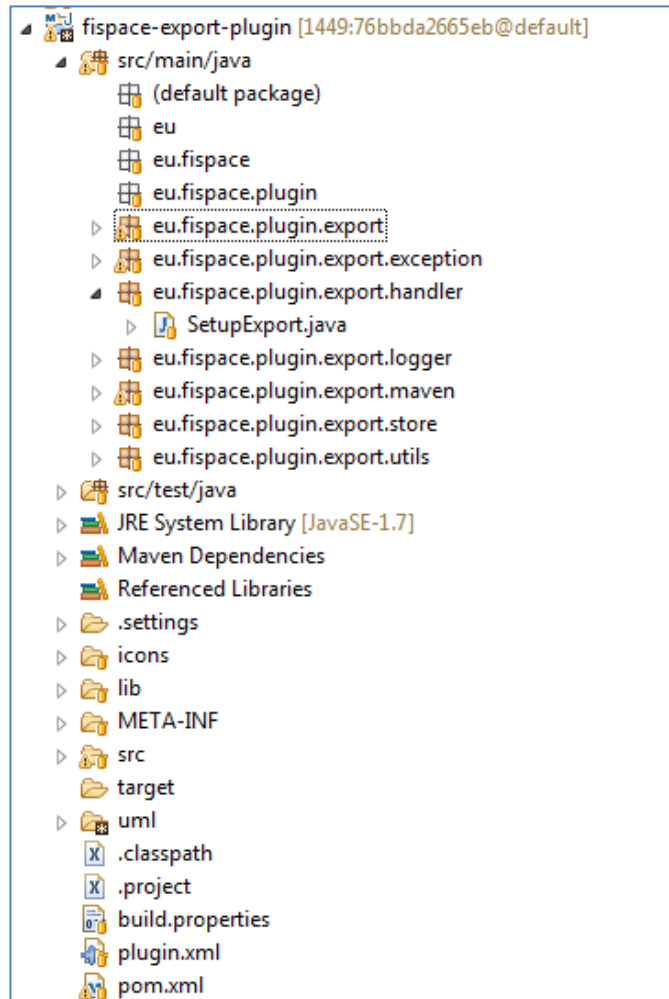 fispace-export-plugin [1449:76bbda2665eb@default]
src/main/java
(default package)
eu
eu.fispace
eu.fispace.plugin
eu.fispace.plugin.export
eu.fispace.plugin.export.exception
eu.fispace.plugin.export.handler
SetupExport.java
eu.fispace.plugin.export.logger
eu.fispace.plugin.export.maven
eu.fispace.plugin.export.store
eu.fispace.plugin.export.utils
src/test/java
JRE System Library [JavaSE-1.7]
Maven Dependencies
Referenced Libraries
.settings
icons
lib
META-INF
src
target
uml
.classpath
.project
build.properties
plugin.xml
pom.xml